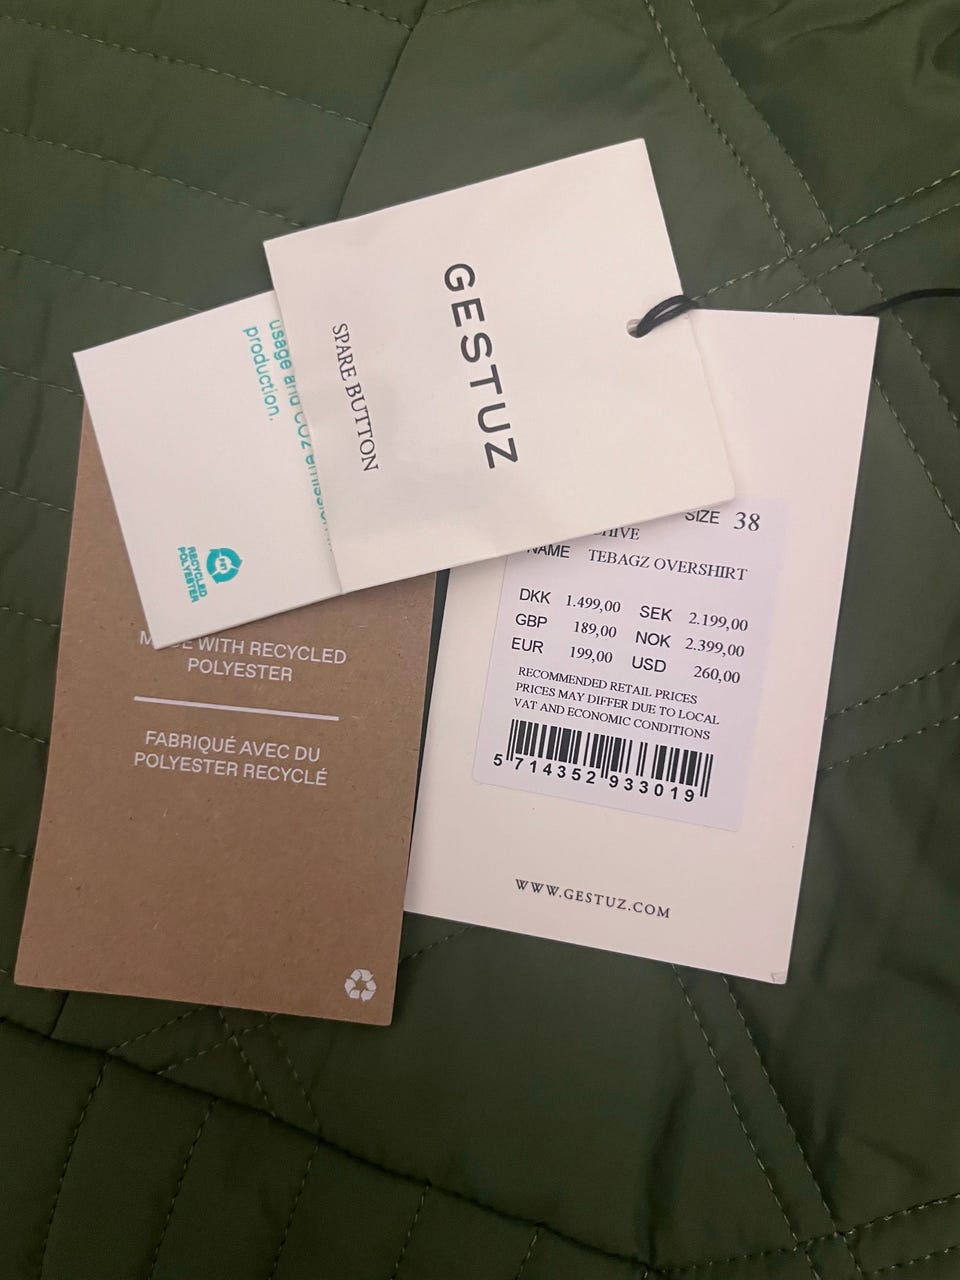 GESTUZ
SPARE BUTTON
usage and CO2
production.
RECYCLED
POLYESTER
WITH RECYCLED
POLYESTER
FABRIQUÉ AVEC DU
POLYESTER RECYCLÉ
SIZE 38
NAME TEBAGZ OVERSHIRT
DKK 1.499,00 SEK 2.199,00
GBP 189,00 NOK 2.399,00
EUR 199,00 USD 260,00
RECOMMENDED RETAIL PRICES
PRICES MAY DIFFER DUE TO LOCAL
VAT AND ECONOMIC CONDITIONS
5 714352 933019
WWW.GESTUZ.COM